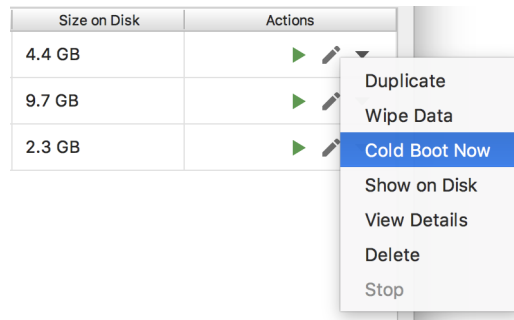 Size on Disk Actions
4.4 GB
Duplicate
Wipe Data
9.7 GB
Cold Boot Now
2.3 GB
Show on Disk
View Details
Delete
Stop